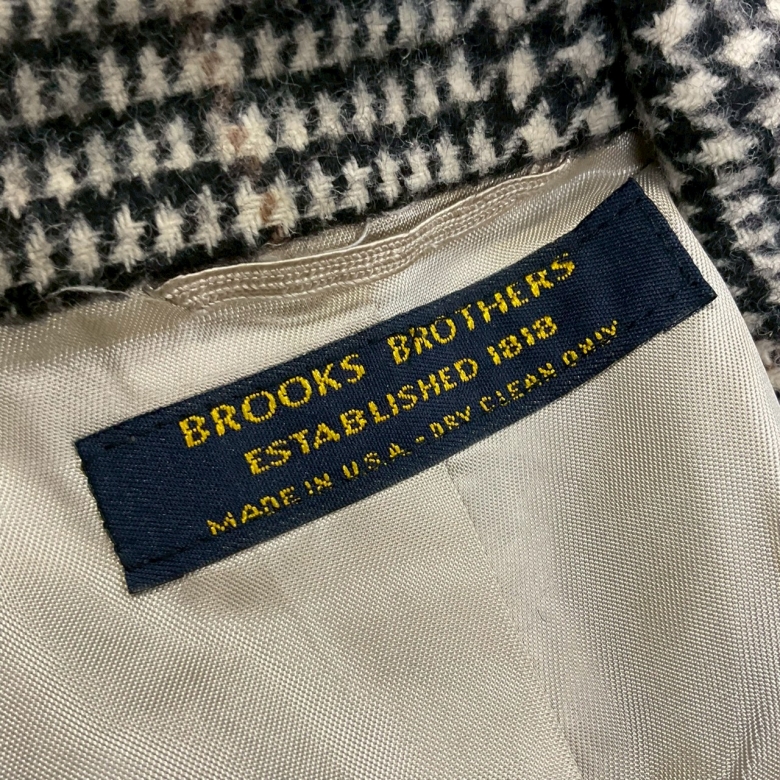 BROOKS BROTHERS
ESTABLISHED 1818
MADE IN U.S.A. - DRY CLEAN ONLY